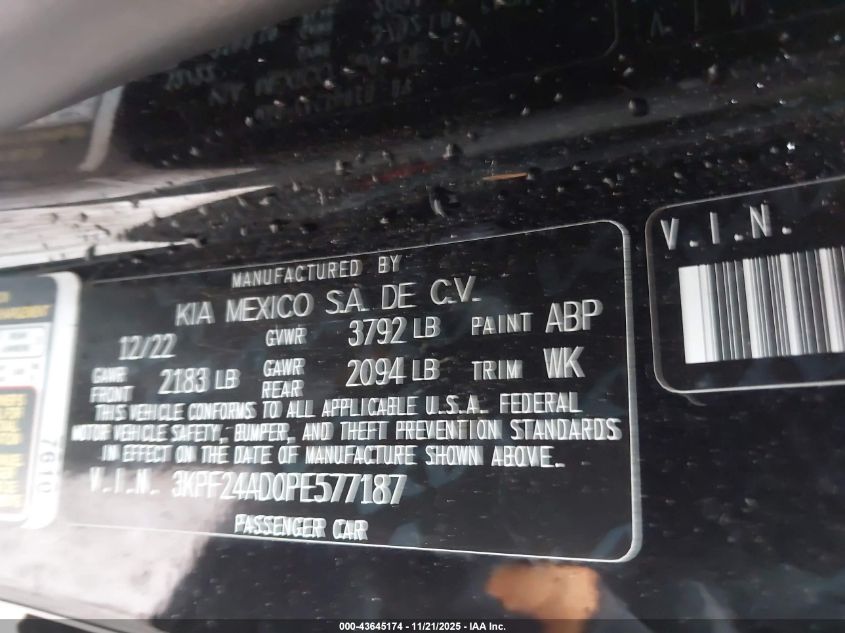 MANUFACTURED BY
KIA MEXICO S.A. DE C.V.
12/22 GVWR 3792 LB PAINT ABP
GAWR FRONT 2183 LB GAWR REAR 2094 LB TRIM WK
THIS VEHICLE CONFORMS TO ALL APPLICABLE U.S.A. FEDERAL
MOTOR VEHICLE SAFETY, BUMPER, AND THEFT PREVENTION STANDARDS
IN EFFECT ON THE DATE OF MANUFACTURE SHOWN ABOVE.
V.I.N. 3KPF24AD0PE577187
PASSENGER CAR
V.I.N.
7610
000-43645174 - 11/21/2025 - IAA Inc.